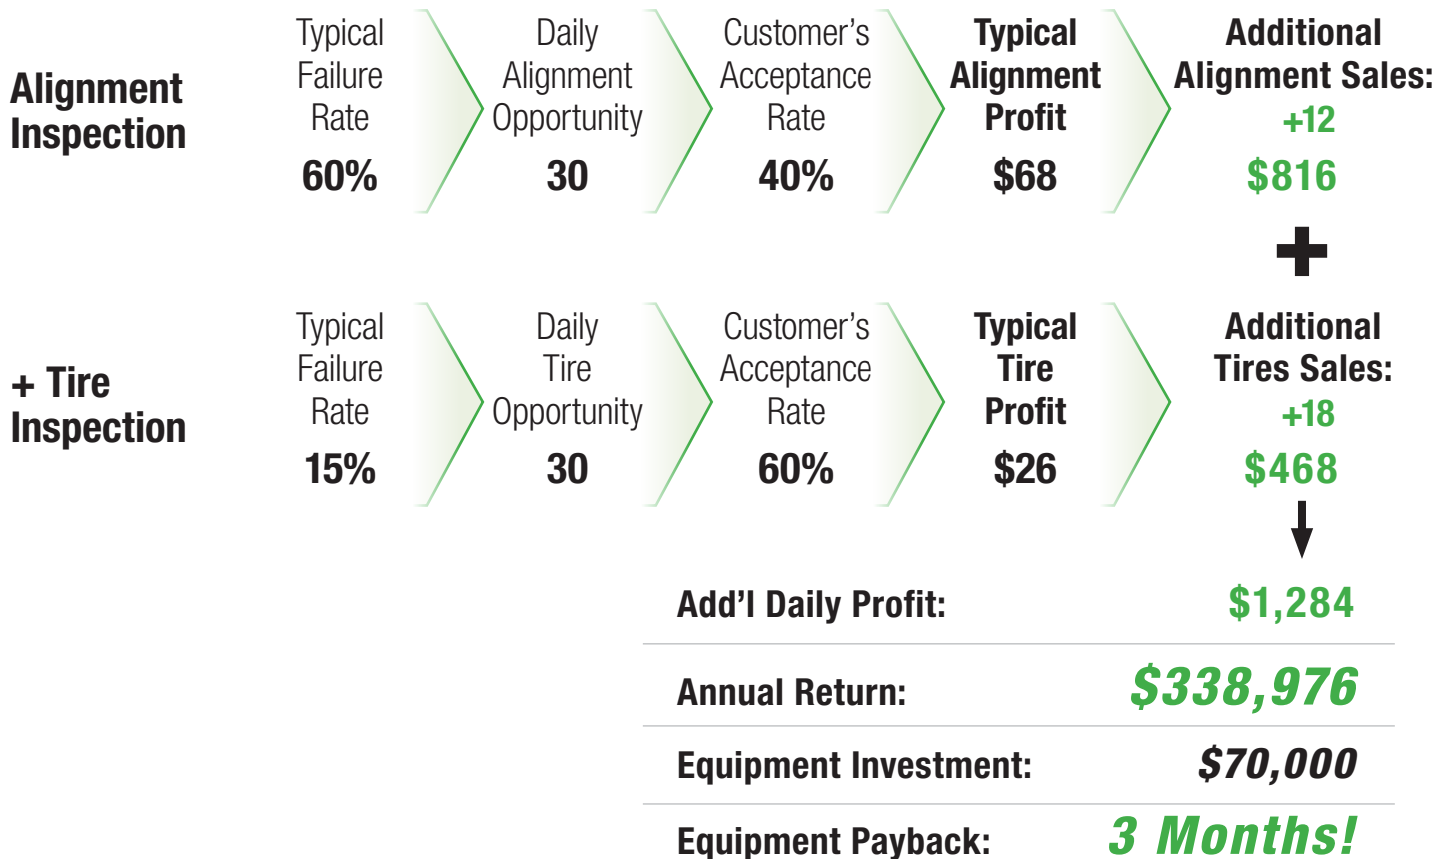 Alignment
Inspection
Typical
Failure
Rate
60%
Daily
Alignment
Opportunity
30
Customer's
Acceptance
Rate
40%
Typical
Alignment
Profit
$68
Additional
Alignment Sales:
+12
$816
+
+ Tire
Inspection
Typical
Failure
Rate
15%
Daily
Tire
Opportunity
30
Customer's
Acceptance
Rate
60%
Typical
Tire
Profit
$26
Additional
Tires Sales:
+18
$468
Add'l Daily Profit: $1,284
Annual Return: $338,976
Equipment Investment: $70,000
Equipment Payback: 3 Months!